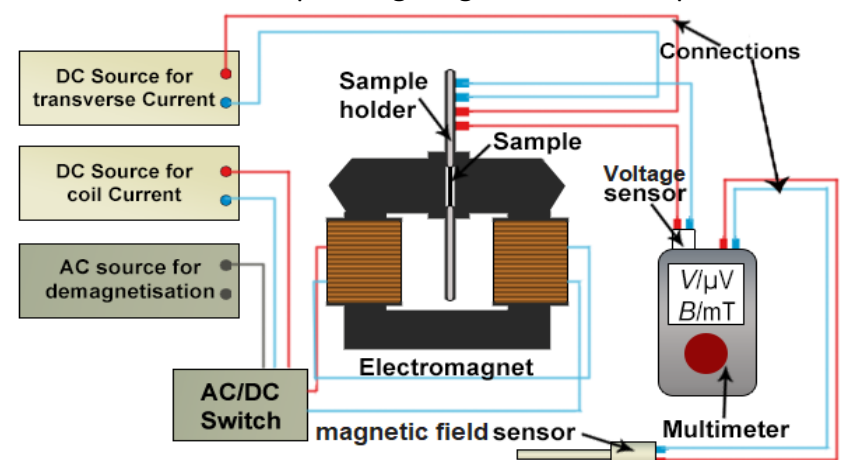 DC Source for
transverse Current
DC Source for
coil Current
AC source for
demagnetisation
AC/DC
Switch
Sample
holder
Sample
Electromagnet
Connections
Voltage
sensor
V/µV
B/mT
Multimeter
magnetic field sensor